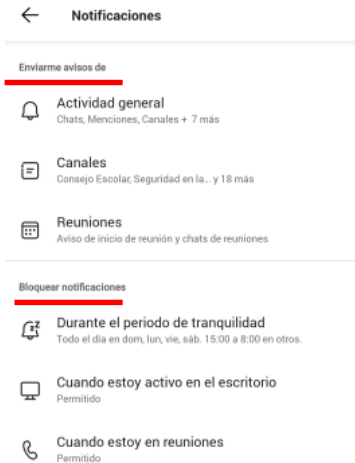 Notificaciones
Enviarme avisos de
Actividad general
Chats, Menciones, Canales + 7 más
Canales
Consejo Escolar, Seguridad en la... y 18 más
Reuniones
Aviso de inicio de reunión y chats de reuniones
Bloquear notificaciones
Durante el periodo de tranquilidad
Todo el día en dom, lun, vie, sáb. 15:00 a 8:00 en otros.
Cuando estoy activo en el escritorio
Permitido
Cuando estoy en reuniones
Permitido